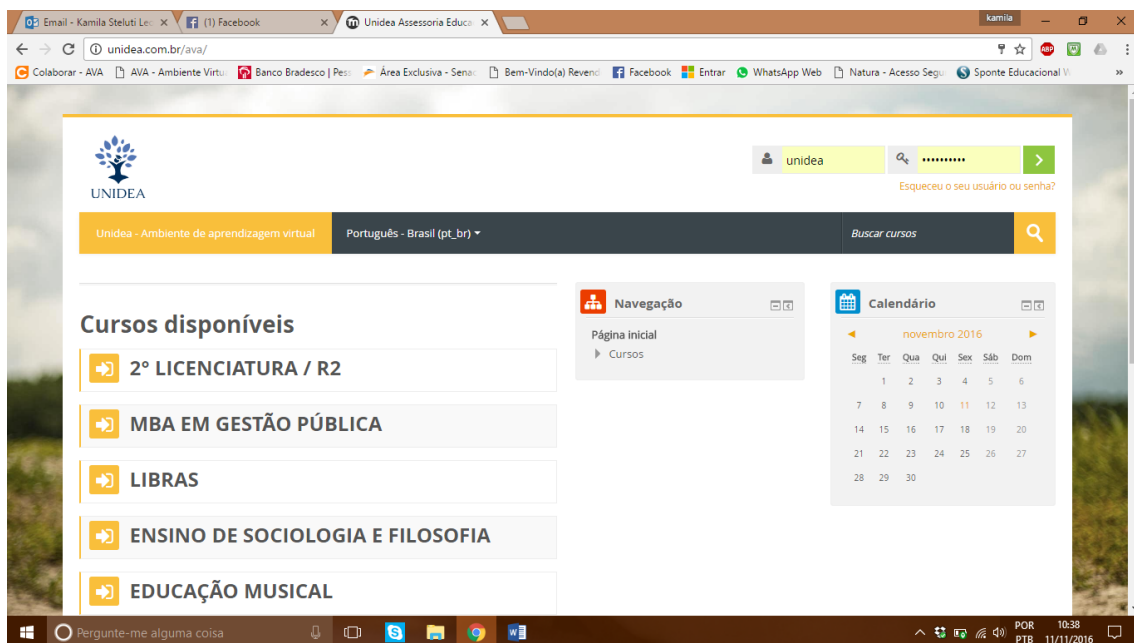 Email - Kamila Steluti Lec
(1) Facebook
Unidea Assessoria Educa
kamila
unidea.com.br/ava/
ABP
Colaborar - AVA
AVA - Ambiente Virtu
Banco Bradesco | Pess
Área Exclusiva - Senac
Bem-Vindo(a) Revend
Facebook
Entrar
WhatsApp Web
Natura - Acesso Segu
Sponte Educacional W
UNIDEA
unidea
Esqueceu o seu usuário ou senha?
Unidea - Ambiente de aprendizagem virtual
Português - Brasil (pt_br)
Buscar cursos
Cursos disponíveis
2º LICENCIATURA / R2
MBA EM GESTÃO PÚBLICA
LIBRAS
ENSINO DE SOCIOLOGIA E FILOSOFIA
EDUCAÇÃO MUSICAL
Navegação
Página inicial
Cursos
Calendário
novembro 2016
Seg Ter Qua Qui Sex Sáb Dom
1 2 3 4 5 6
7 8 9 10 11 12 13
14 15 16 17 18 19 20
21 22 23 24 25 26 27
28 29 30
Pergunte-me alguma coisa
POR
PTB
10:38
11/11/2016